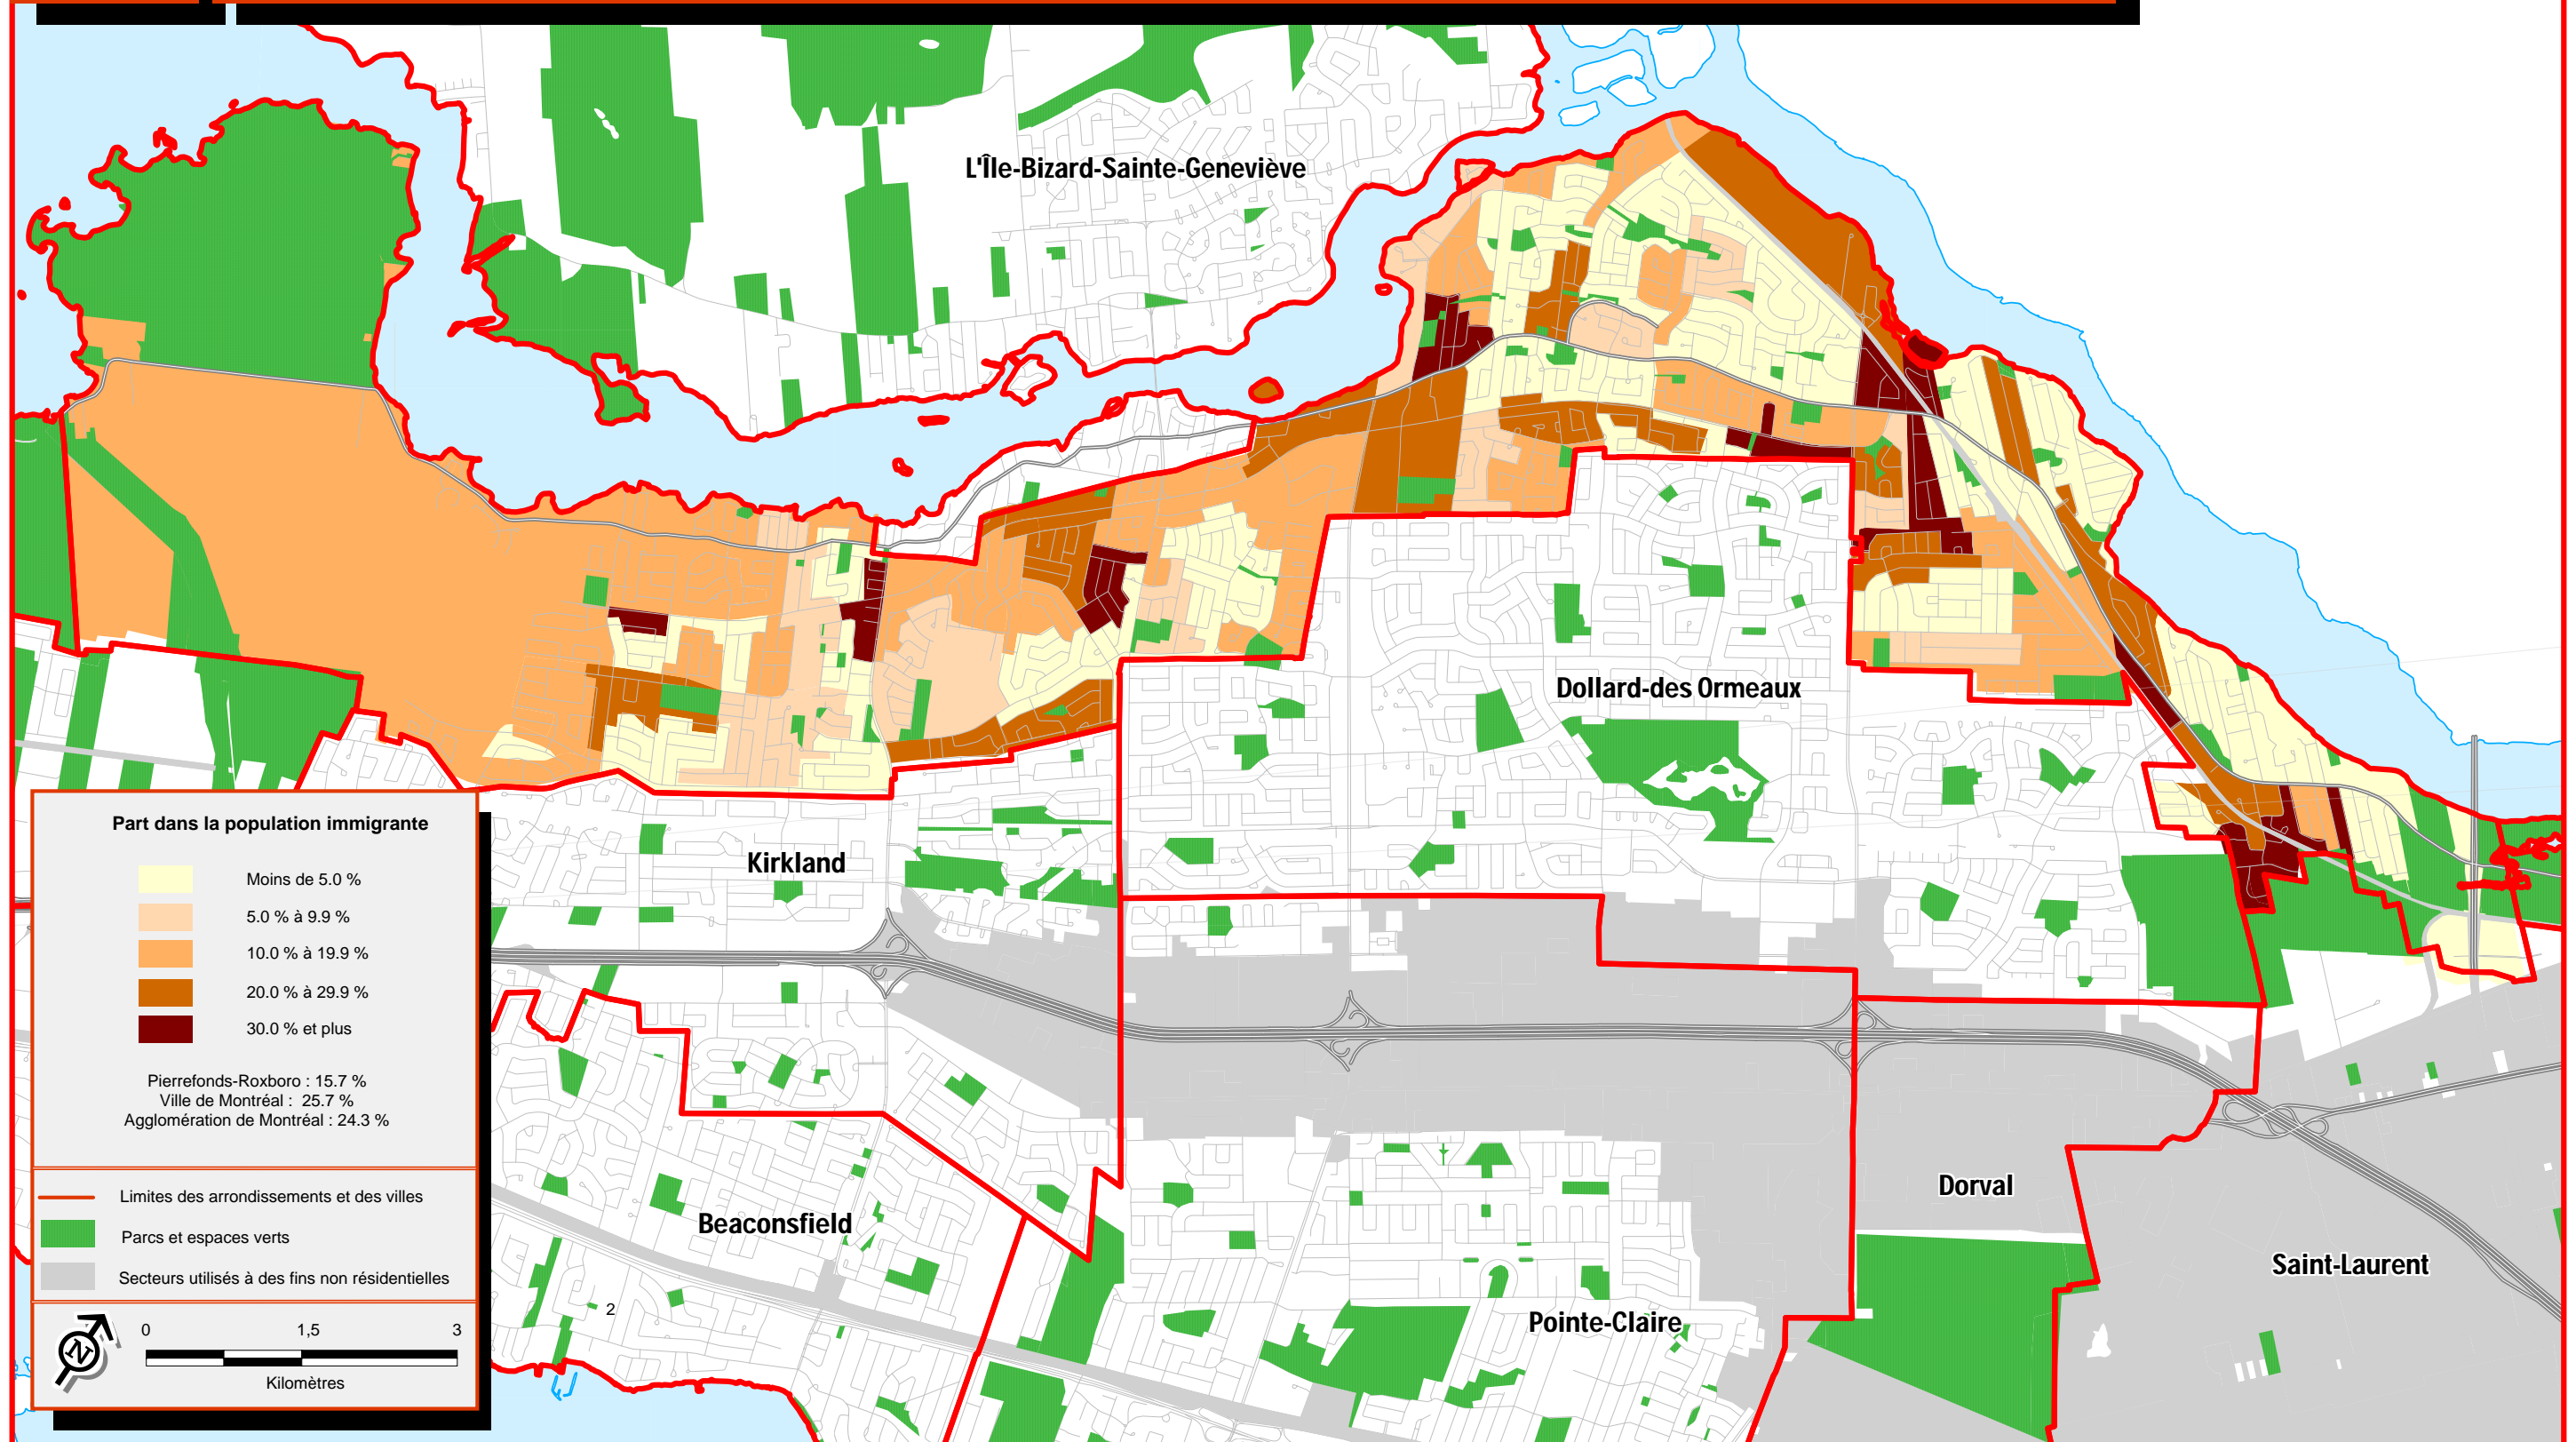 L'Île-Bizard-Sainte-Geneviève
Dollard-des Ormeaux
Kirkland
Beaconsfield
Pointe-Claire
Dorval
Saint-Laurent
Part dans la population immigrante
Moins de 5.0 %
5.0 % à 9.9 %
10.0 % à 19.9 %
20.0 % à 29.9 %
30.0 % et plus
Pierrefonds-Roxboro : 15.7 %
Ville de Montréal : 25.7 %
Agglomération de Montréal : 24.3 %
Limites des arrondissements et des villes
Parcs et espaces verts
Secteurs utilisés à des fins non résidentielles
N
0 1,5 3
Kilomètres
2